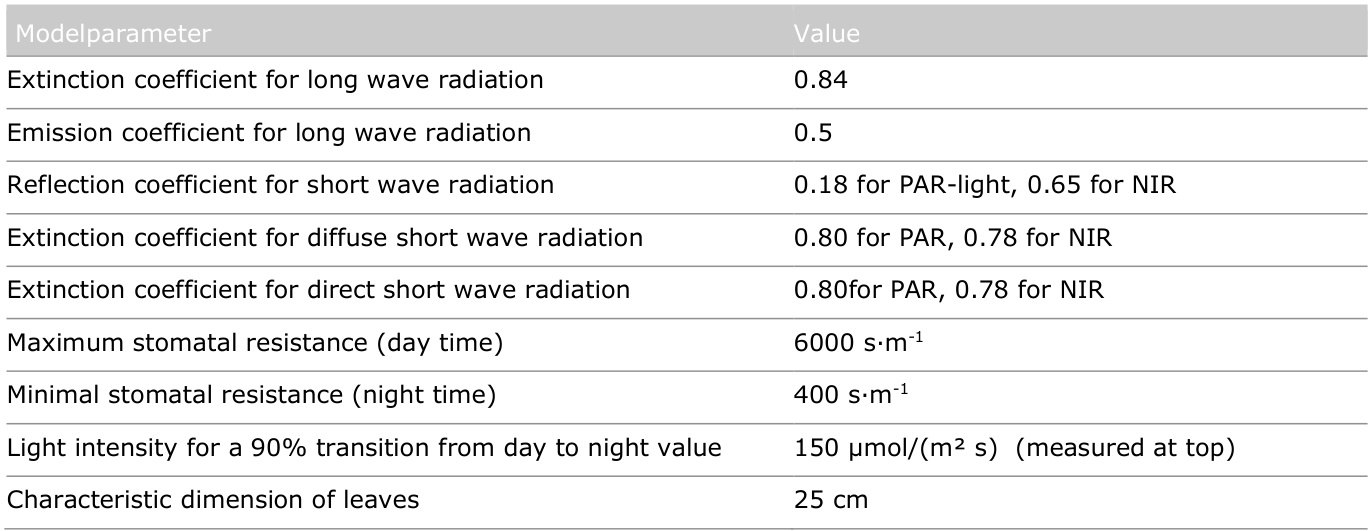 Modelparameter Value
Extinction coefficient for long wave radiation 0.84
Emission coefficient for long wave radiation 0.5
Reflection coefficient for short wave radiation 0.18 for PAR-light, 0.65 for NIR
Extinction coefficient for diffuse short wave radiation 0.80 for PAR, 0.78 for NIR
Extinction coefficient for direct short wave radiation 0.80for PAR, 0.78 for NIR
Maximum stomatal resistance (day time) 6000 s·m⁻¹
Minimal stomatal resistance (night time) 400 s·m⁻¹
Light intensity for a 90% transition from day to night value 150 µmol/(m² s) (measured at top)
Characteristic dimension of leaves 25 cm